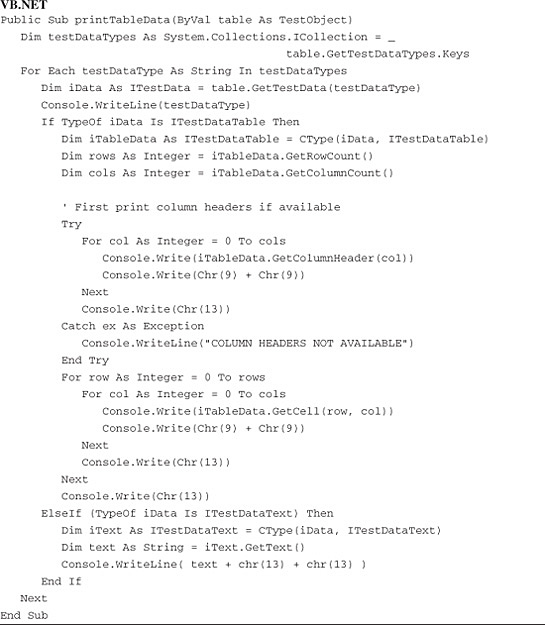 VB.NET
Public Sub printTableData(ByVal table As TestObject)
   Dim testDataTypes As System.Collections.ICollection = _
                                          table.GetTestDataTypes.Keys
   For Each testDataType As String In testDataTypes
      Dim iData As ITestData = table.GetTestData(testDataType)
      Console.WriteLine(testDataType)
      If TypeOf iData Is ITestDataTable Then
         Dim iTableData As ITestDataTable = CType(iData, ITestDataTable)
         Dim rows As Integer = iTableData.GetRowCount()
         Dim cols As Integer = iTableData.GetColumnCount()

         ' First print column headers if available
         Try
            For col As Integer = 0 To cols
               Console.Write(iTableData.GetColumnHeader(col))
               Console.Write(Chr(9) + Chr(9))
            Next
            Console.Write(Chr(13))
         Catch ex As Exception
            Console.WriteLine("COLUMN HEADERS NOT AVAILABLE")
         End Try
         For row As Integer = 0 To rows
            For col As Integer = 0 To cols
               Console.Write(iTableData.GetCell(row, col))
               Console.Write(Chr(9) + Chr(9))
            Next
            Console.Write(Chr(13))
         Next
         Console.Write(Chr(13))
      ElseIf (TypeOf iData Is ITestDataText) Then
         Dim iText As ITestDataText = CType(iData, ITestDataText)
         Dim text As String = iText.GetText()
         Console.WriteLine( text + chr(13) + chr(13) )
      End If
   Next
End Sub